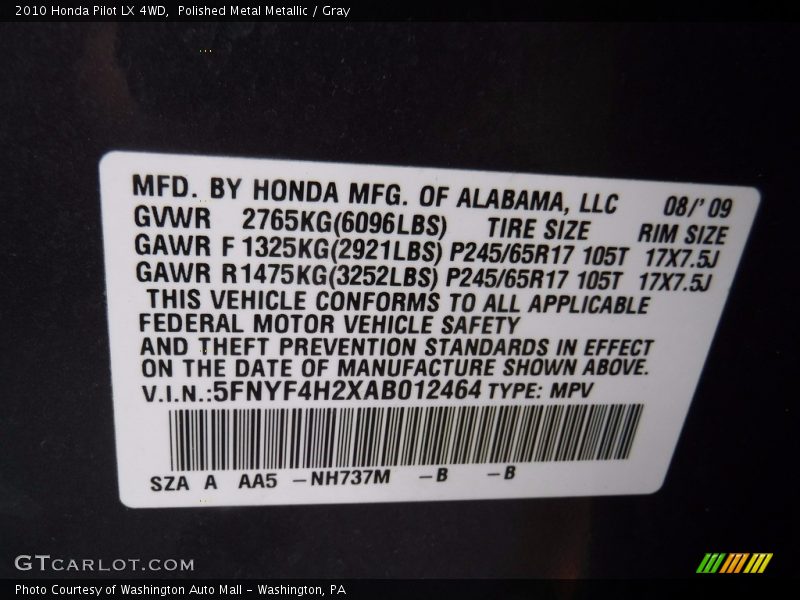 2010 Honda Pilot LX 4WD,  Polished Metal Metallic / Gray
MFD. BY HONDA MFG. OF ALABAMA, LLC 08/'09
GVWR 2765KG(6096LBS) TIRE SIZE RIM SIZE
GAWR F 1325KG(2921LBS) P245/65R17 105T 17X7.5J
GAWR R1475KG(3252LBS) P245/65R17 105T 17X7.5J
THIS VEHICLE CONFORMS TO ALL APPLICABLE
FEDERAL MOTOR VEHICLE SAFETY
AND THEFT PREVENTION STANDARDS IN EFFECT
ON THE DATE OF MANUFACTURE SHOWN ABOVE.
V.I.N.:5FNYF4H2XAB012464 TYPE: MPV
SZA A AA5 –NH737M –B –B
GTCARLOT.COM
Photo Courtesy of Washington Auto Mall – Washington, PA